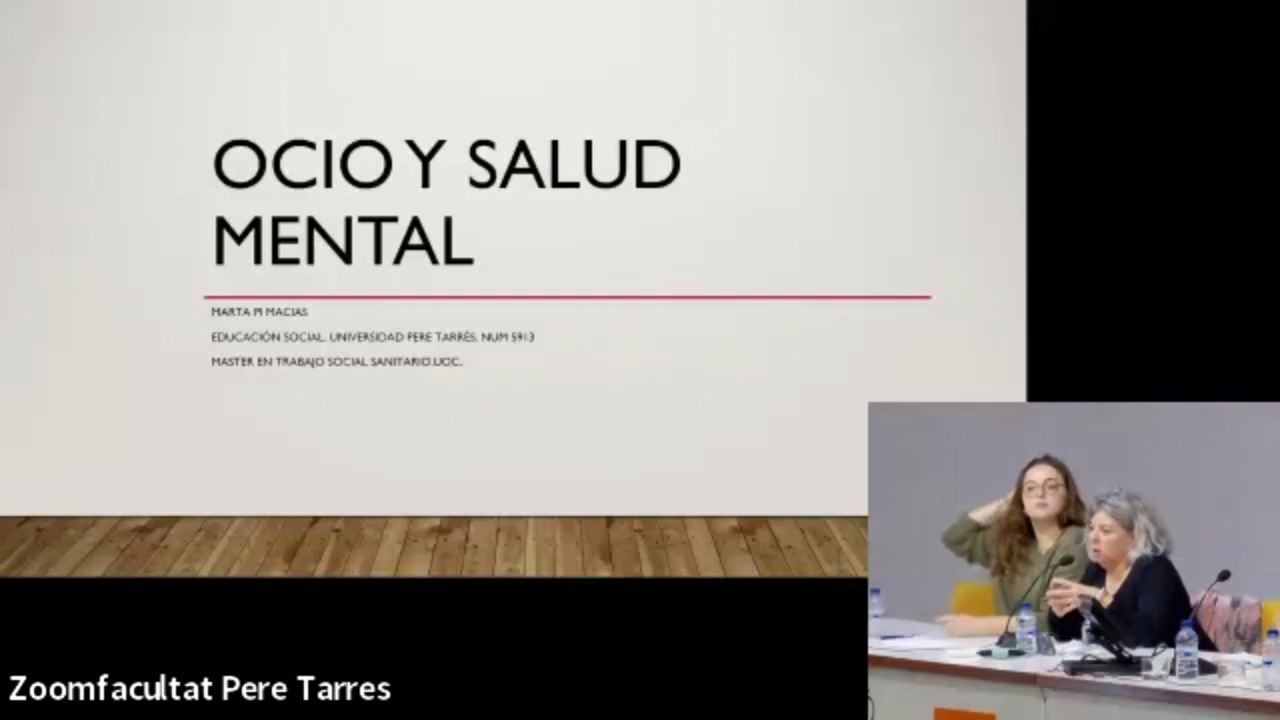 OCIO Y SALUD
MENTAL
MARTA M MACIAS
EDUCACIÓN SOCIAL. UNIVERSIDAD PERE TARRÉS. NUM 5913
MASTER EN TRABAJO SOCIAL SANITARIO.UOC.
Zoomfacultat Pere Tarres